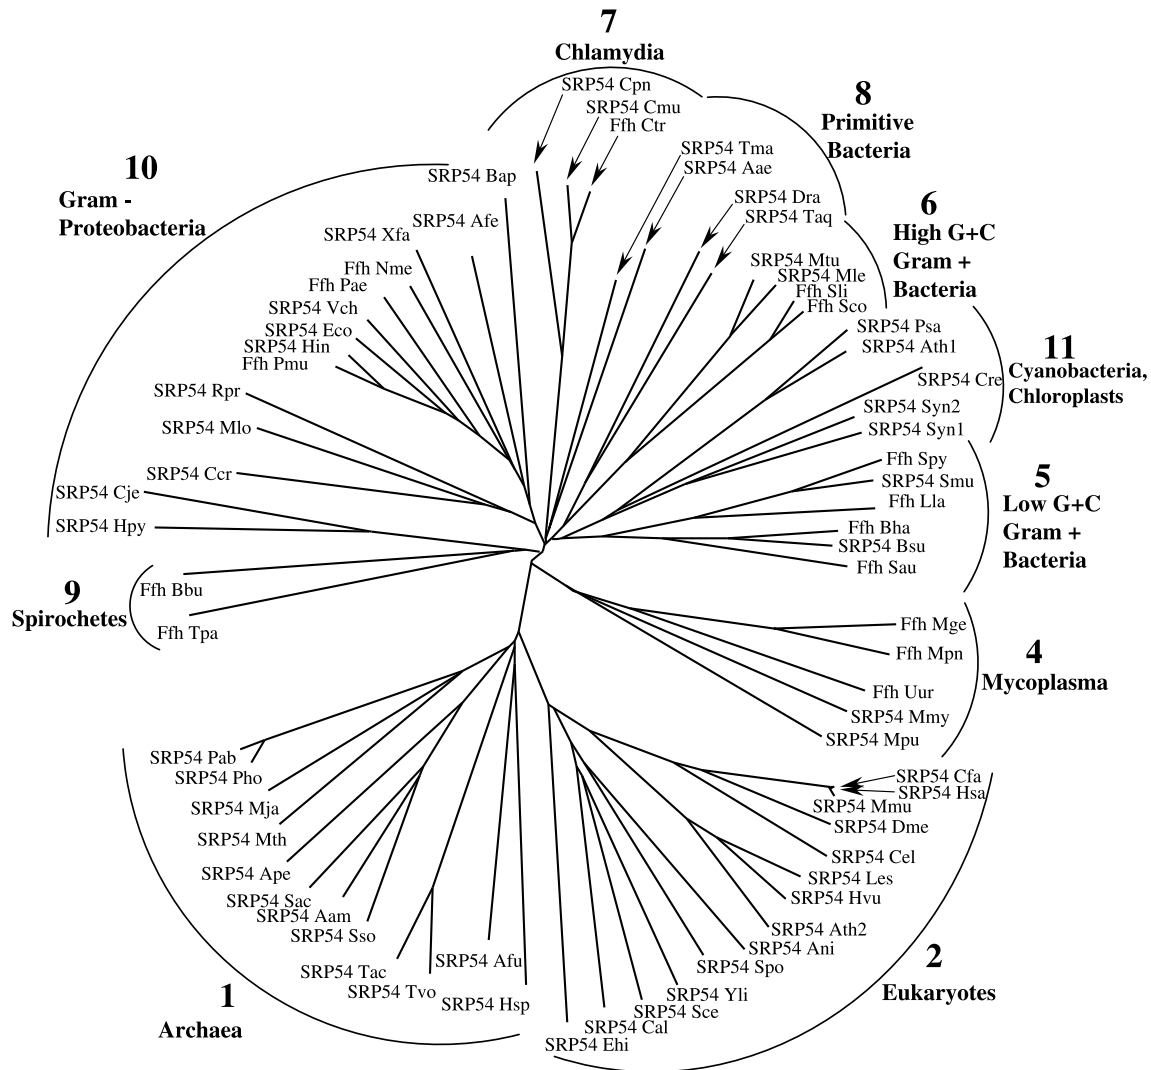 7
Chlamydia
SRP54 Cpn
SRP54 Cmu
Ffh Ctr
8
Primitive
Bacteria
SRP54 Tma
SRP54 Aae
SRP54 Dra
SRP54 Taq
6
High G+C
Gram +
Bacteria
SRP54 Mtu
SRP54 Mle
Ffh Sli
Ffh Sco
11
Cyanobacteria,
Chloroplasts
SRP54 Psa
SRP54 Ath1
SRP54 Cre
SRP54 Syn2
SRP54 Syn1
5
Low G+C
Gram +
Bacteria
Ffh Spy
SRP54 Smu
Ffh Lla
Ffh Bha
SRP54 Bsu
Ffh Sau
4
Mycoplasma
Ffh Mge
Ffh Mpn
Ffh Uur
SRP54 Mmy
SRP54 Mpu
2
Eukaryotes
SRP54 Cfa
SRP54 Hsa
SRP54 Mmu
SRP54 Dme
SRP54 Cel
SRP54 Les
SRP54 Hvu
SRP54 Ath2
SRP54 Ani
SRP54 Spo
SRP54 Yli
SRP54 Sce
SRP54 Cal
SRP54 Ehi
1
Archaea
SRP54 Hsp
SRP54 Afu
SRP54 Tvo
SRP54 Tac
SRP54 Sso
SRP54 Aam
SRP54 Sac
SRP54 Ape
SRP54 Mth
SRP54 Mja
SRP54 Pho
SRP54 Pab
9
Spirochetes
Ffh Tpa
Ffh Bbu
10
Gram -
Proteobacteria
SRP54 Hpy
SRP54 Cje
SRP54 Ccr
SRP54 Mlo
SRP54 Rpr
Ffh Pmu
SRP54 Hin
SRP54 Eco
SRP54 Vch
Ffh Pae
Ffh Nme
SRP54 Xfa
SRP54 Afe
SRP54 Bap